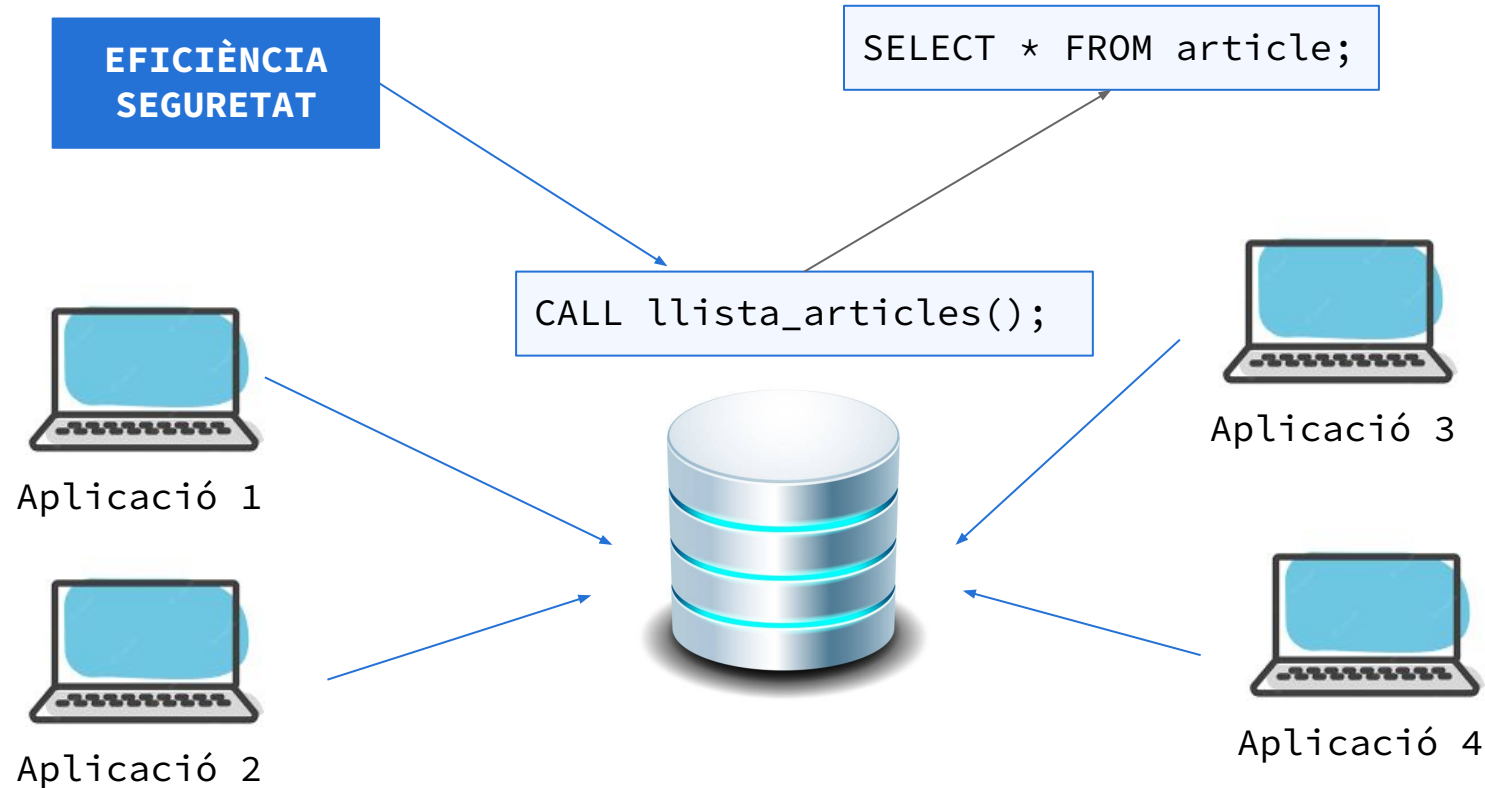 EFICIÈNCIA
SEGURETAT
SELECT * FROM article;
CALL llista_articles();
Aplicació 1
Aplicació 3
Aplicació 2
Aplicació 4